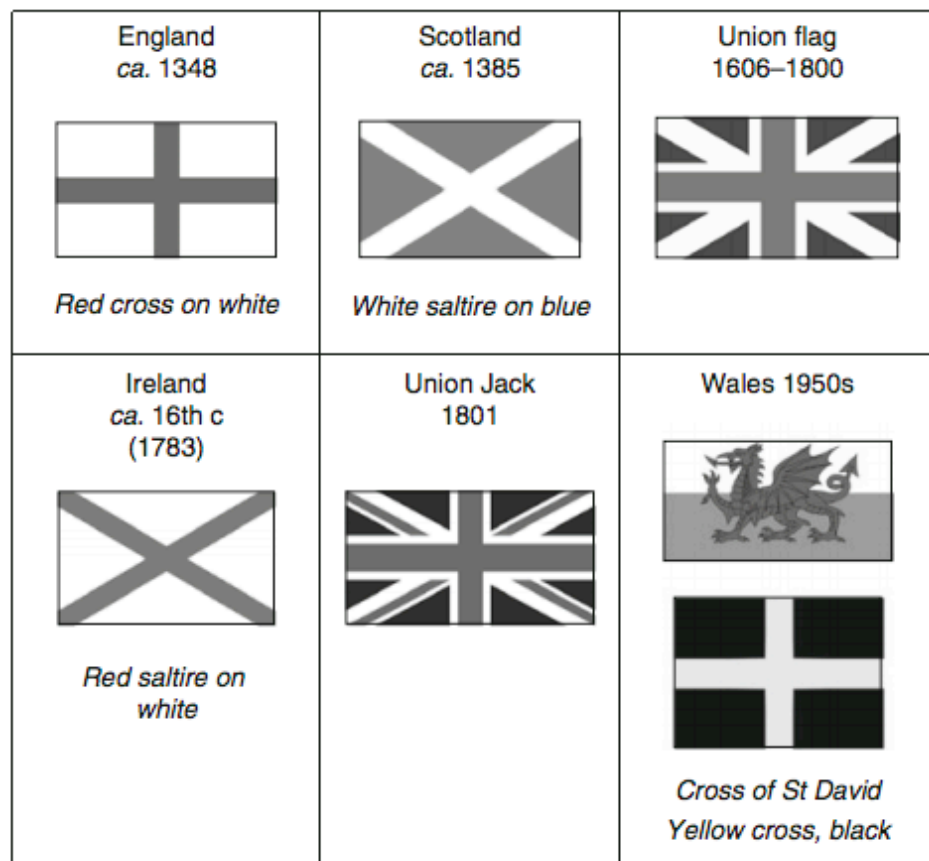 England
ca. 1348
Red cross on white
Scotland
ca. 1385
White saltire on blue
Union flag
1606–1800
Ireland
ca. 16th c
(1783)
Red saltire on
white
Union Jack
1801
Wales 1950s
Cross of St David
Yellow cross, black